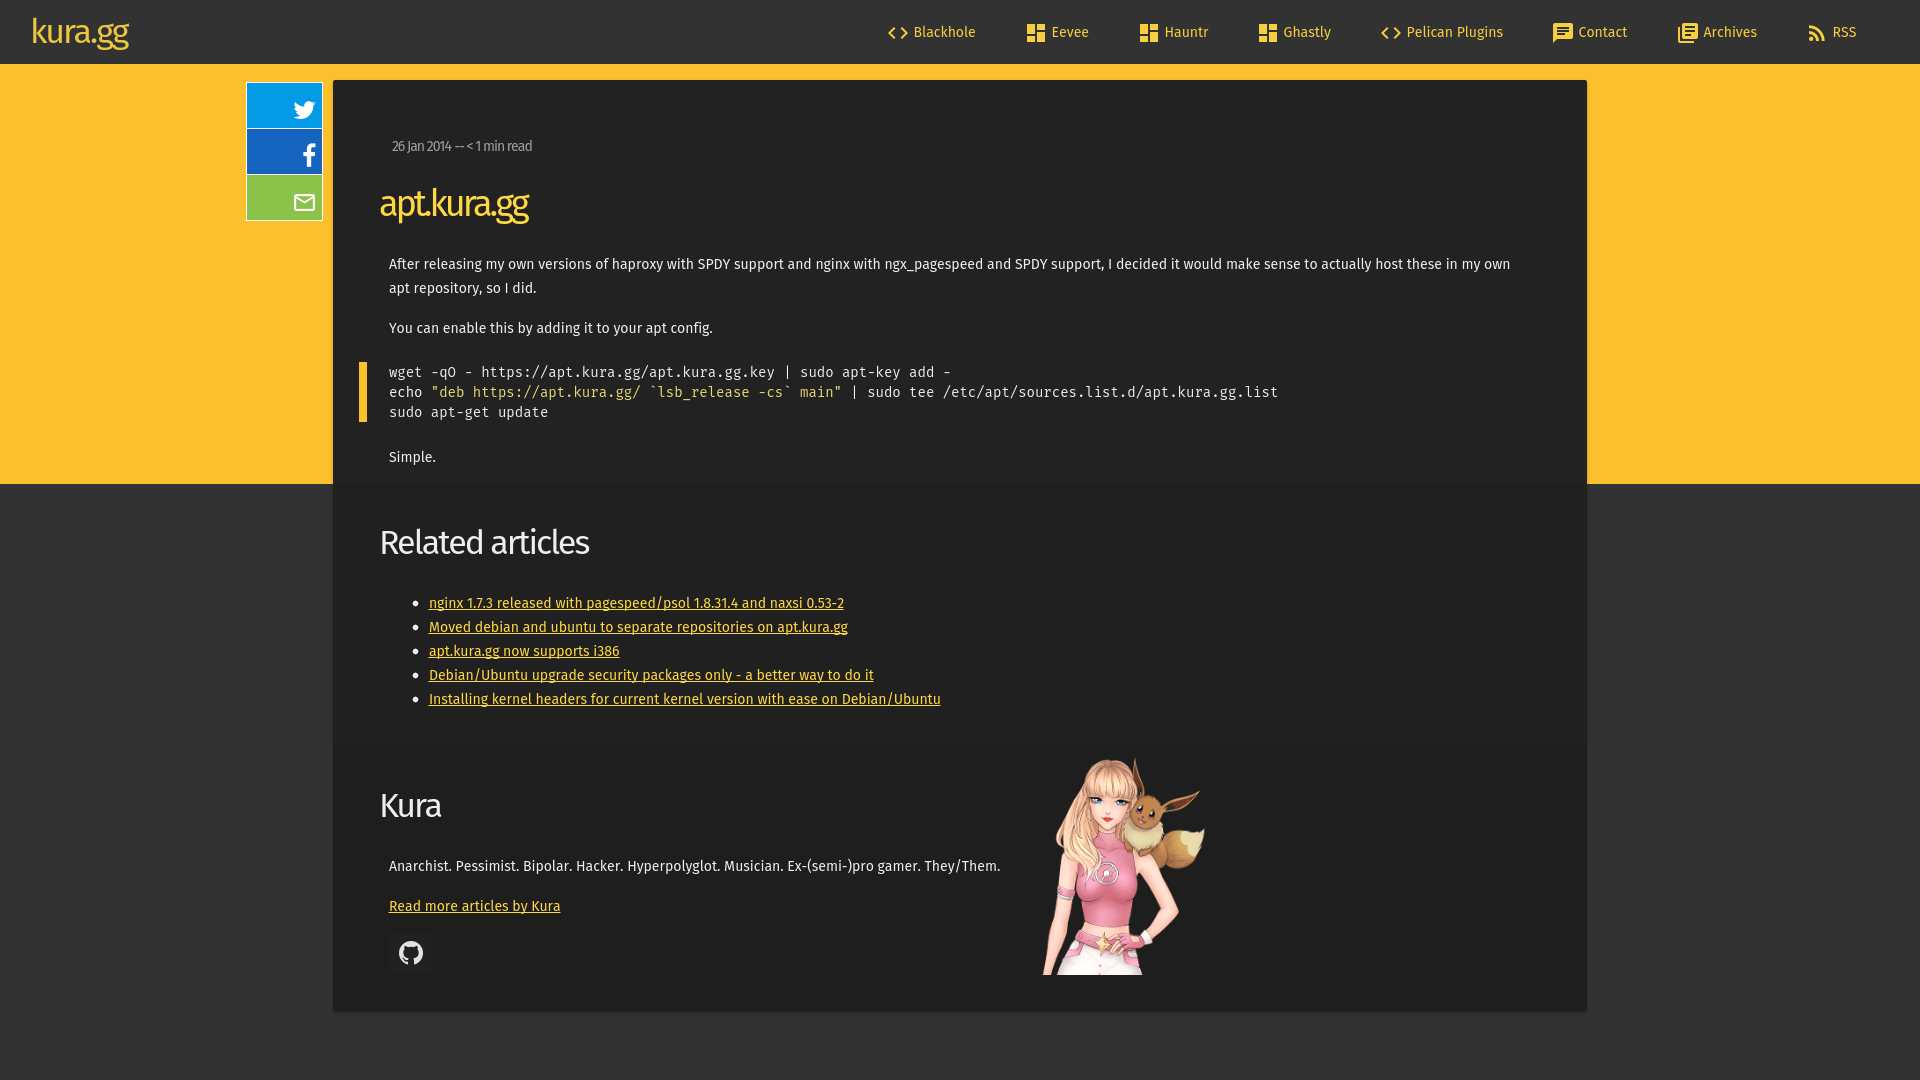 kura.gg
Blackhole
Eevee
Hauntr
Ghastly
Pelican Plugins
Contact
Archives
RSS
26 Jan 2014 -- < 1 min read
apt.kura.gg
After releasing my own versions of haproxy with SPDY support and nginx with ngx_pagespeed and SPDY support, I decided it would make sense to actually host these in my own
apt repository, so I did.
You can enable this by adding it to your apt config.
wget -qO - https://apt.kura.gg/apt.kura.gg.key | sudo apt-key add -
echo "deb https://apt.kura.gg/ `lsb_release -cs` main" | sudo tee /etc/apt/sources.list.d/apt.kura.gg.list
sudo apt-get update
Simple.
Related articles
nginx 1.7.3 released with pagespeed/psol 1.8.31.4 and naxsi 0.53-2
Moved debian and ubuntu to separate repositories on apt.kura.gg
apt.kura.gg now supports i386
Debian/Ubuntu upgrade security packages only - a better way to do it
Installing kernel headers for current kernel version with ease on Debian/Ubuntu
Kura
Anarchist. Pessimist. Bipolar. Hacker. Hyperpolyglot. Musician. Ex-(semi-)pro gamer. They/Them.
Read more articles by Kura